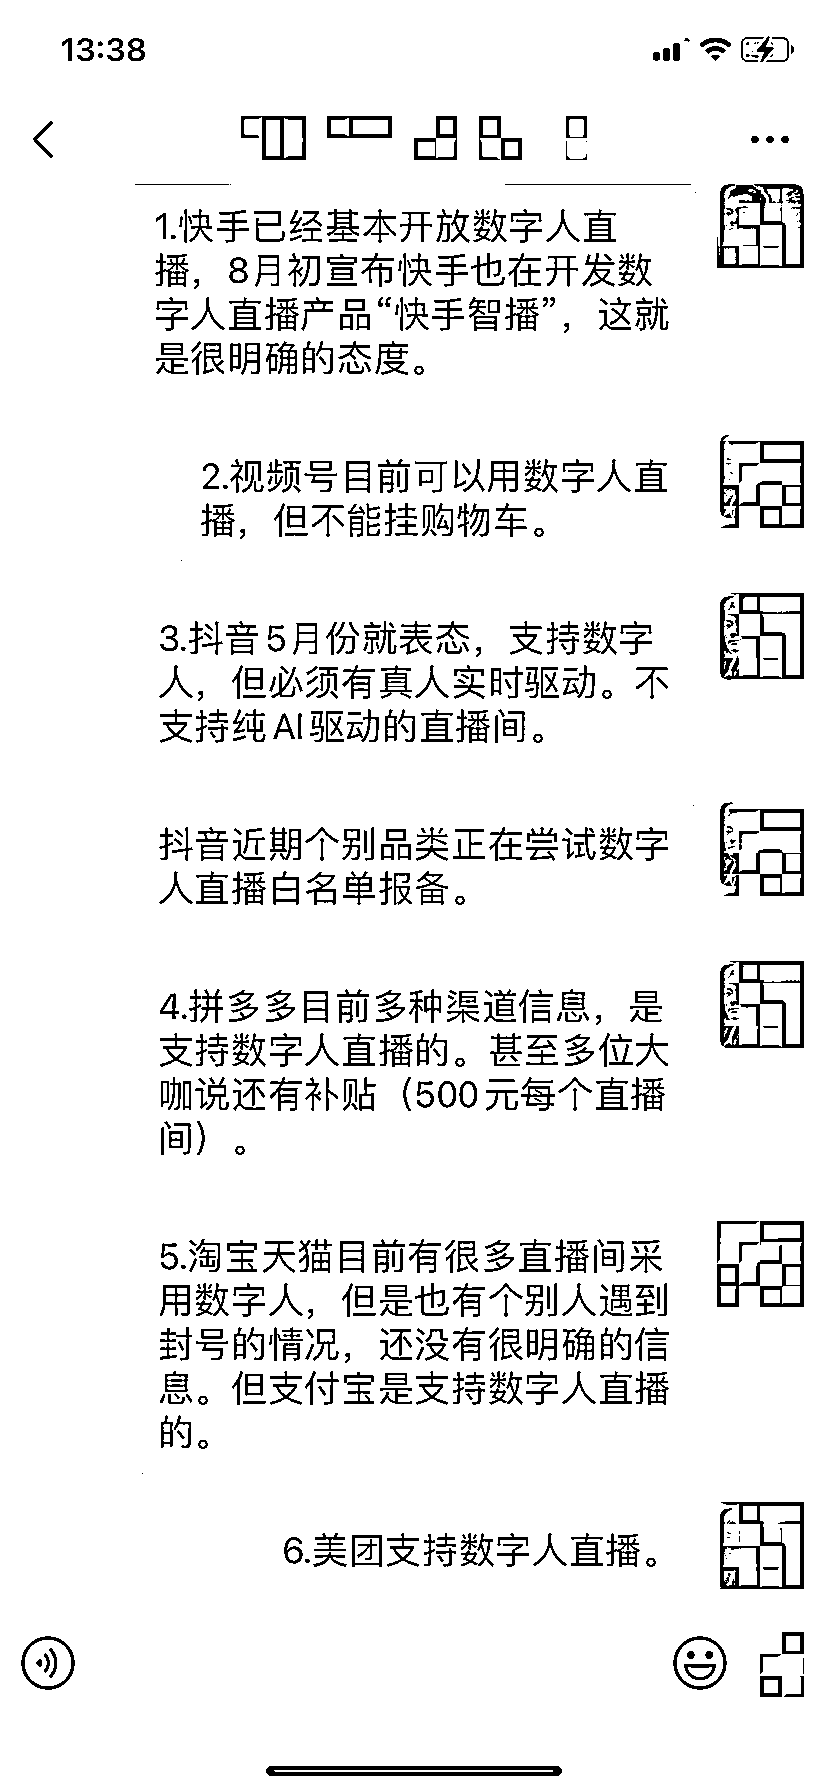 13:38
1.快手已经基本开放数字人直
播，8月初宣布快手也在开发数
字人直播产品“快手智播”，这就
是很明确的态度。
2.视频号目前可以用数字人直
播，但不能挂购物车。
3.抖音5月份就表态，支持数字
人，但必须有真人实时驱动。不
支持纯AI驱动的直播间。
抖音近期个别品类正在尝试数字
人直播白名单报备。
4.拼多多目前多种渠道信息，是
支持数字人直播的。甚至多位大
咖说还有补贴（500元每个直播
间）。
5.淘宝天猫目前有很多直播间采
用数字人，但是也有个别人遇到
封号的情况，还没有很明确的信
息。但支付宝是支持数字人直播
的。
6.美团支持数字人直播。